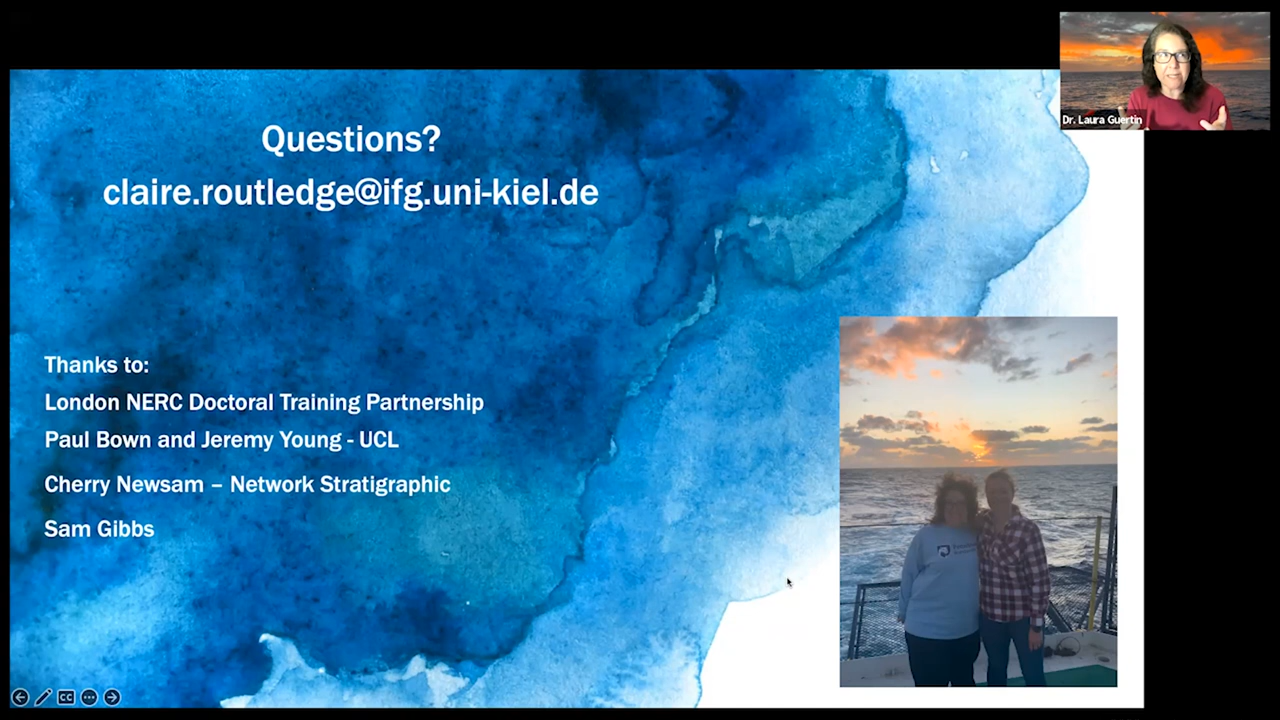 Questions?
claire.routledge@ifg.uni-kiel.de
Dr. Laura Guertin
Thanks to:
London NERC Doctoral Training Partnership
Paul Bown and Jeremy Young - UCL
Cherry Newsam – Network Stratigraphic
Sam Gibbs
CC